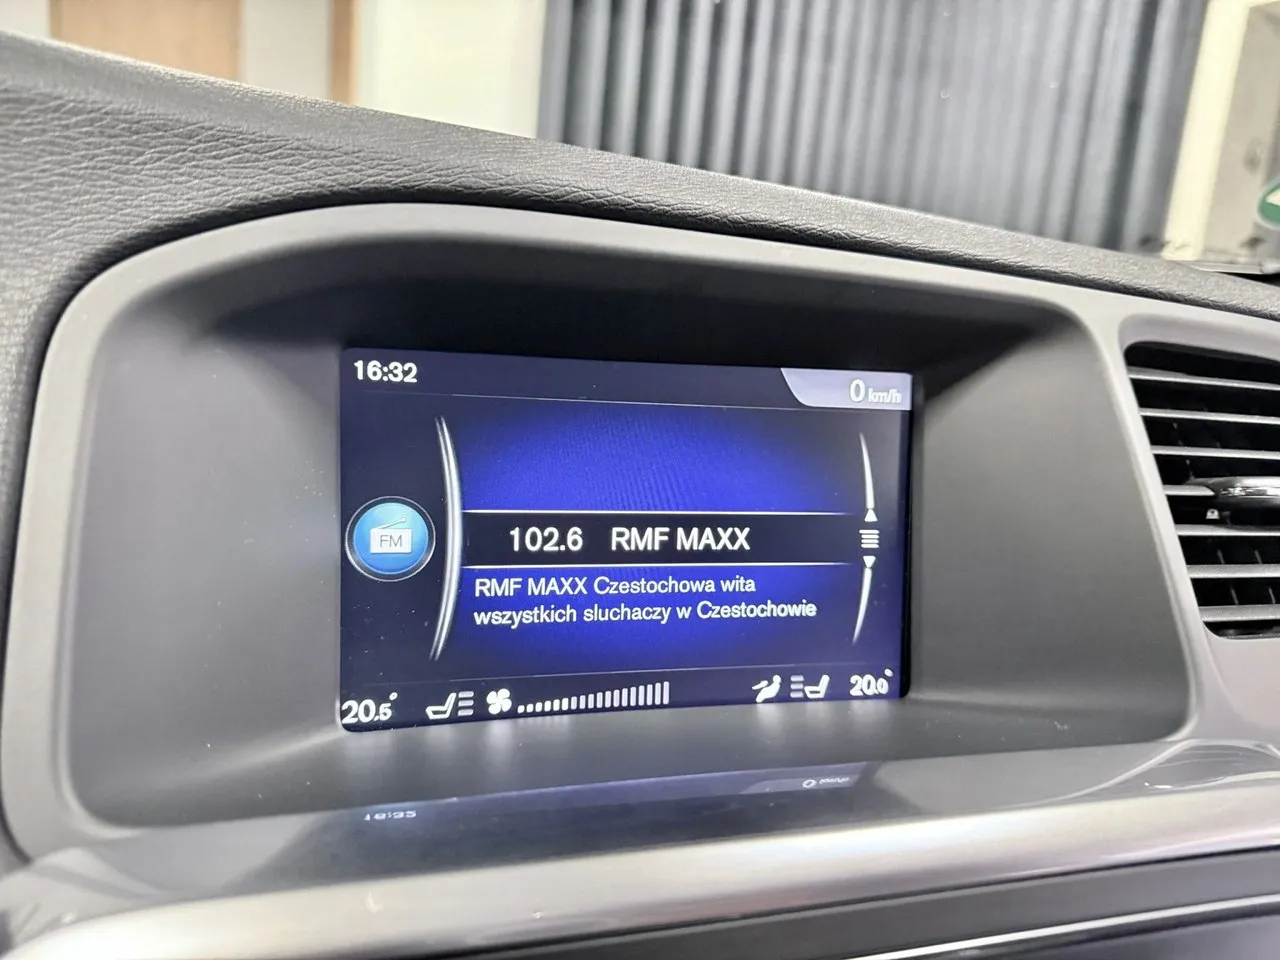 16:32
0 km/h
FM
102.6 RMF MAXX
RMF MAXX Czestochowa wita
wszystkich sluchaczy w Czestochowie
20.5°
20.0°